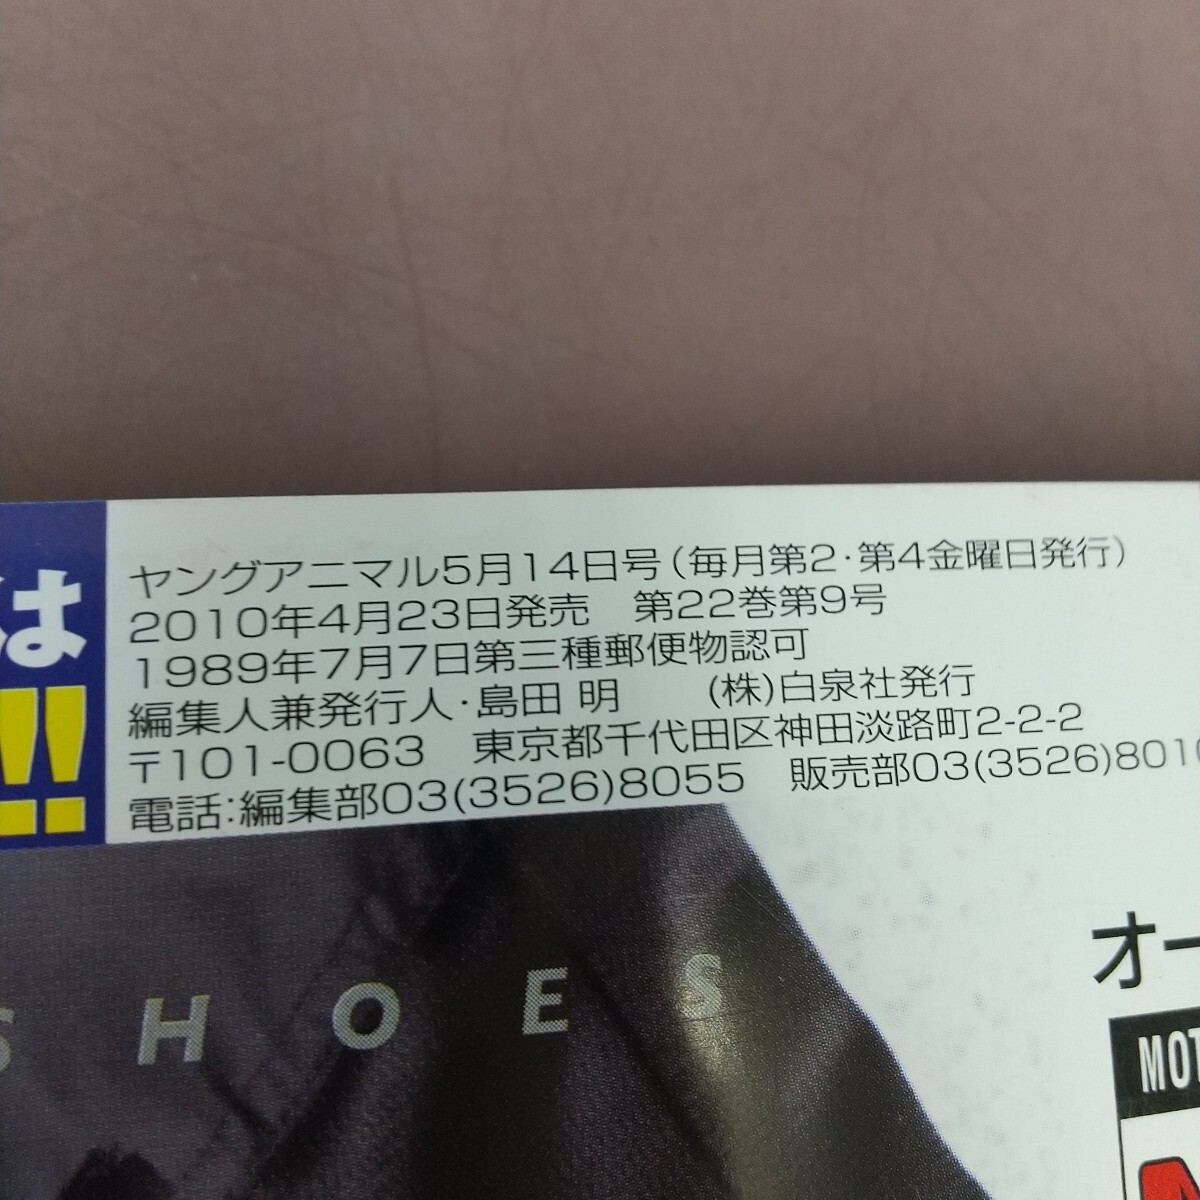 は
!!
ヤングアニマル5月14日号(毎月第2・第4金曜日発行)
2010年4月23日発売　第22巻第9号
1989年7月7日第三種郵便物認可
編集人兼発行人・島田 明　　(株)白泉社発行
〒101-0063　東京都千代田区神田淡路町2-2-2
電話:編集部03(3526)8055　販売部03(3526)8010
SHOES
オー
MOT